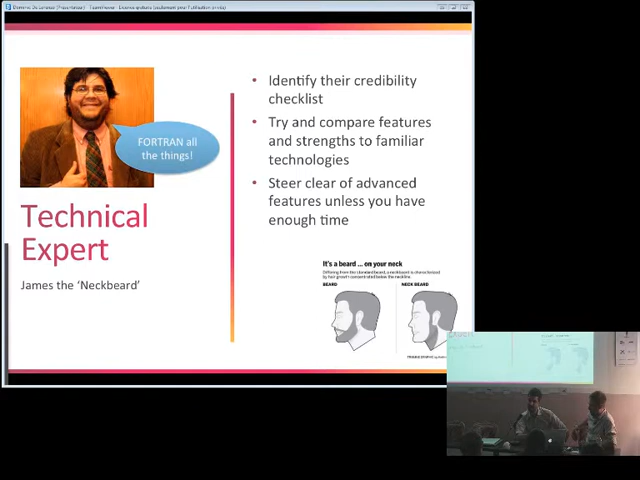 FORTRAN all
the things!
Technical
Expert
James the 'Neckbeard'
• Identify their credibility
checklist
• Try and compare features
and strengths to familiar
technologies
• Steer clear of advanced
features unless you have
enough time
It's a beard ... on your neck
BEARD
NECK BEARD